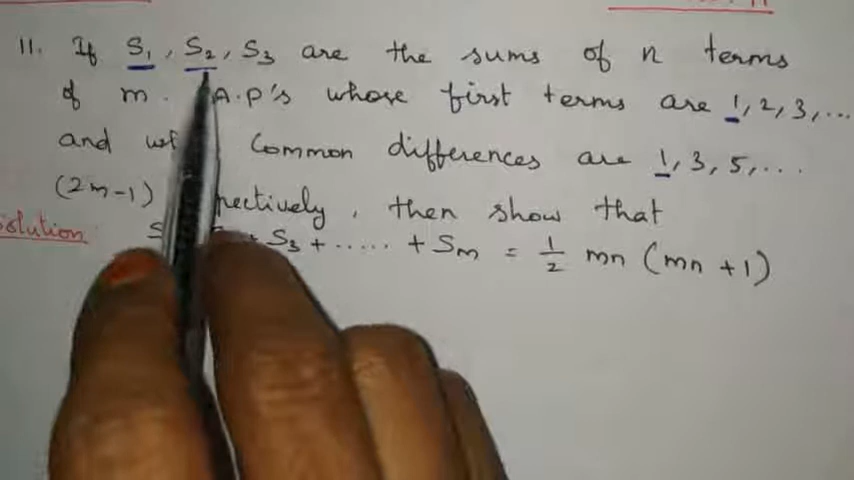 11. If S1, S2, S3 are the sums of n terms
of m A.P's whose first terms are 1, 2, 3, ...
and common differences are 1, 3, 5, ...
(2m-1) , then show that
Solution S3 + ..... + Sm = 1/2 mn (mn + 1)